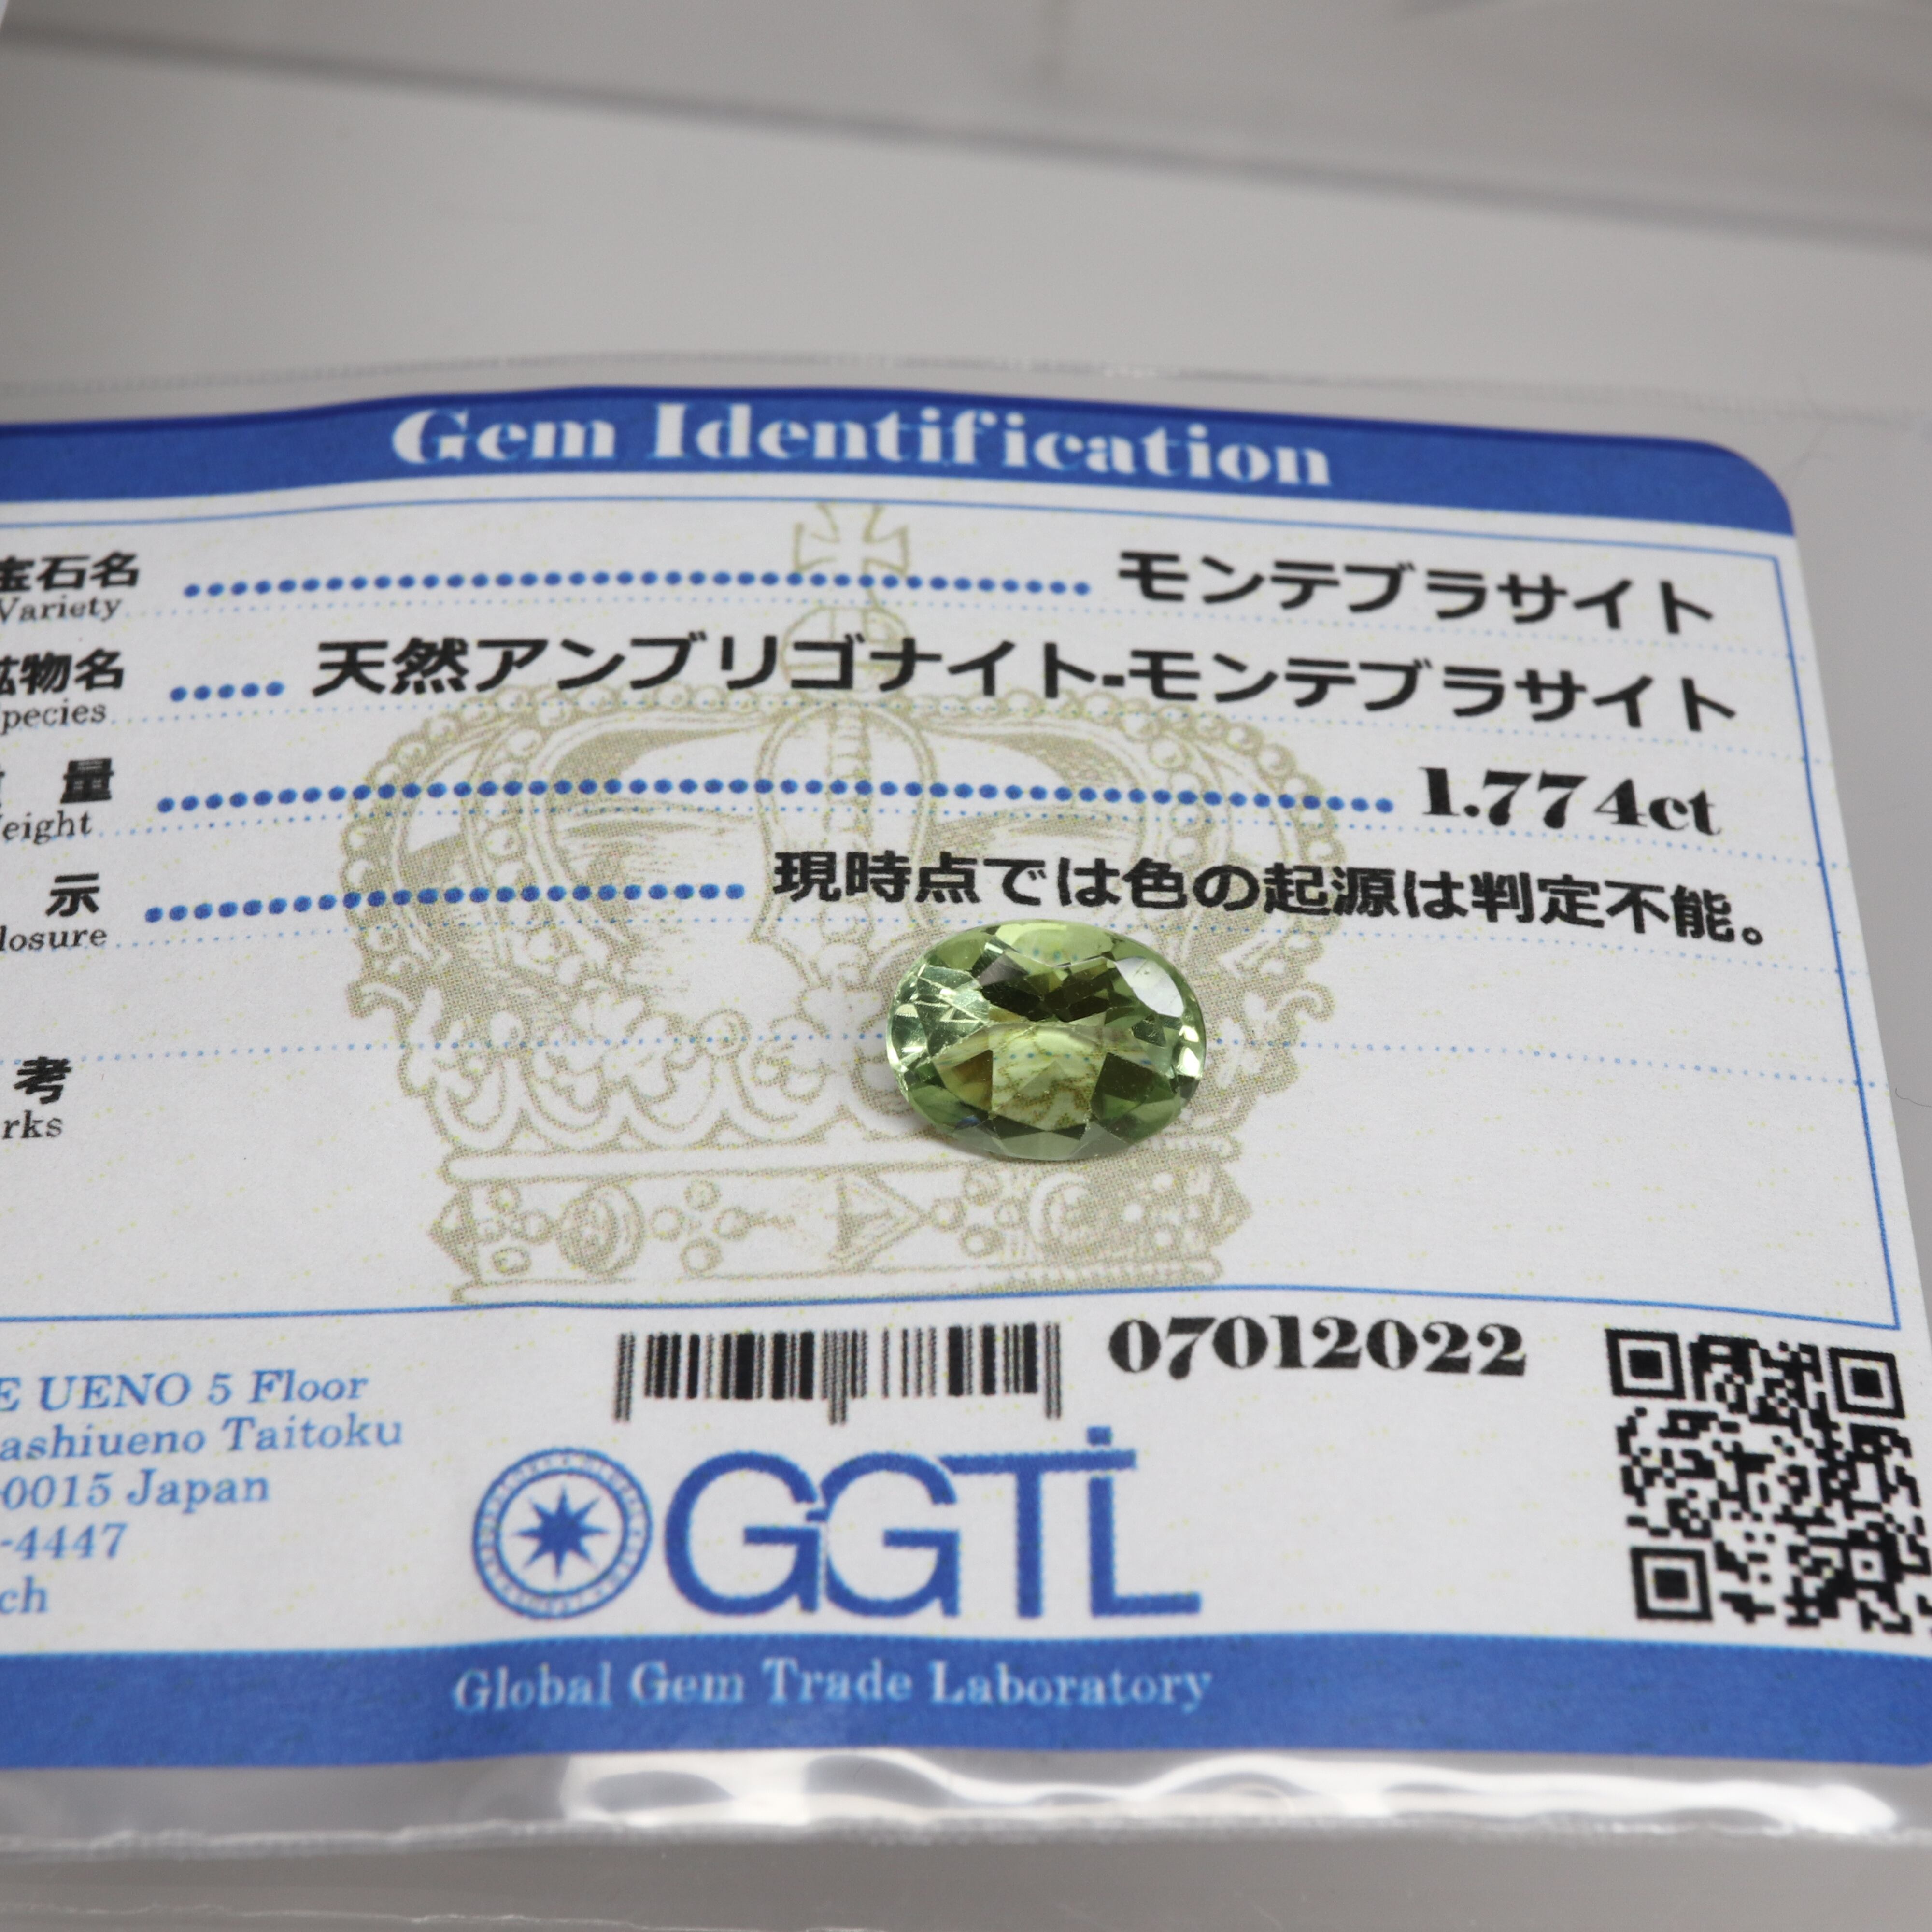 Gem Identification
宝石名 モンテブラサイト
Variety
鉱物名 天然アンブリゴナイト-モンテブラサイト
pecies
重量 1.774ct
eight
示 現時点では色の起源は判定不能。
losure
考
rks
07012022
E UENO 5 Floor
ashiueno Taitoku
-0015 Japan
-4447
ch
GGTL
Global Gem Trade Laboratory